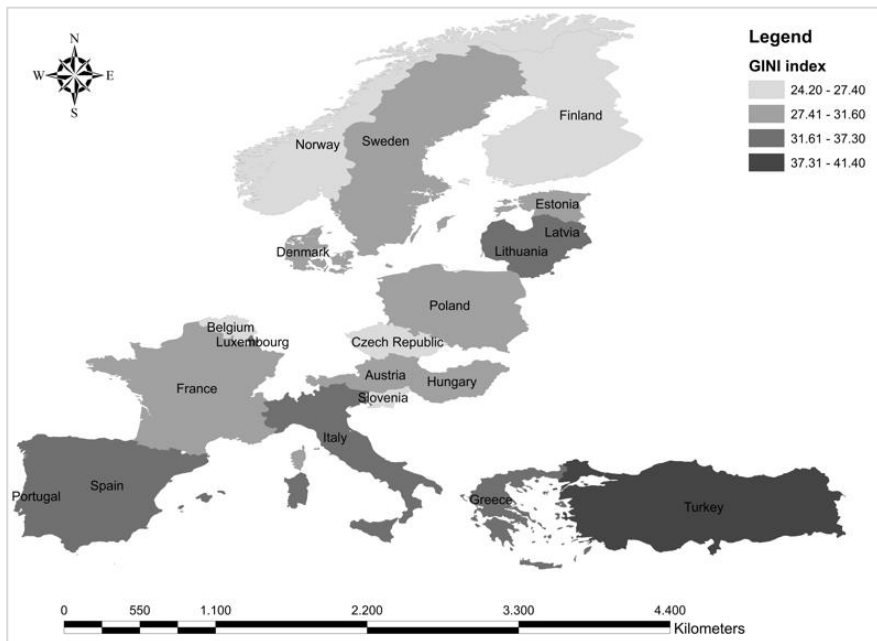 N
W E
S
Legend
GINI index
24.20 - 27.40
27.41 - 31.60
31.61 - 37.30
37.31 - 41.40
Finland
Norway
Sweden
Estonia
Latvia
Lithuania
Denmark
Poland
Belgium
Luxembourg
Czech Republic
France
Austria
Hungary
Slovenia
Italy
Portugal
Spain
Greece
Turkey
0 550 1.100 2.200 3.300 4.400
Kilometers